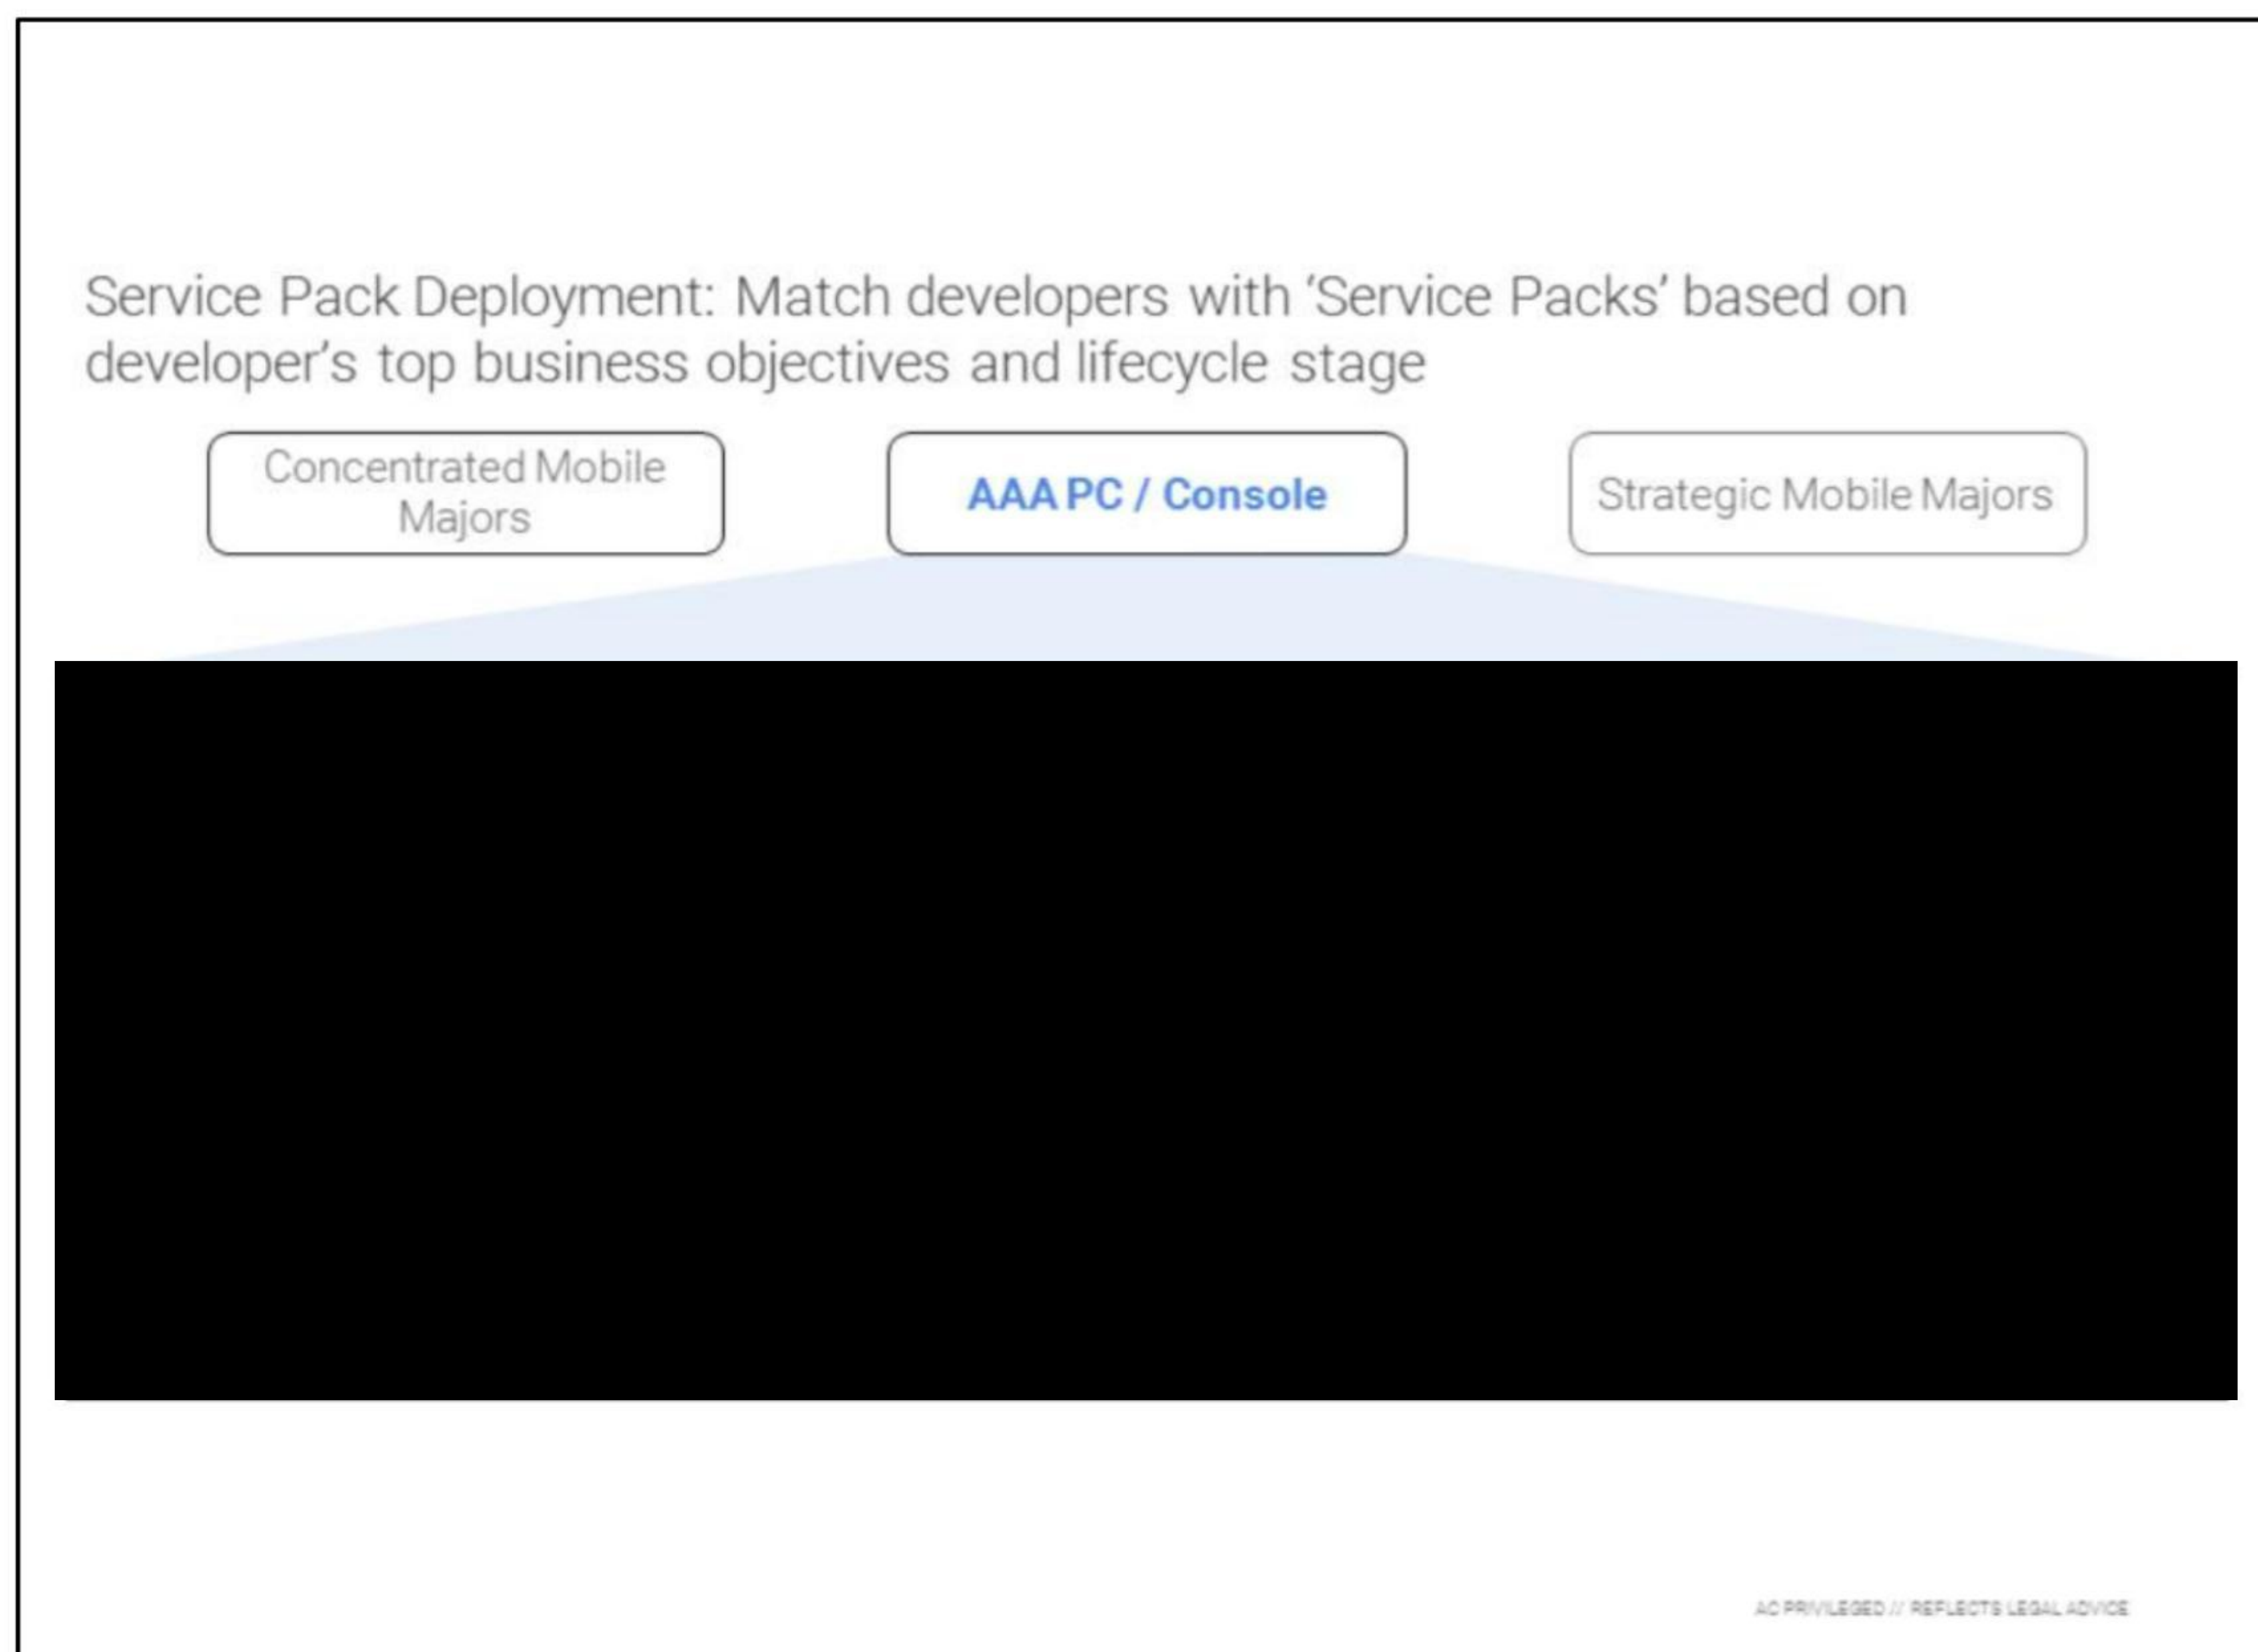 Service Pack Deployment: Match developers with ‘Service Packs’ based on
developer’s top business objectives and lifecycle stage
Concentrated Mobile
Majors
AAA PC / Console
Strategic Mobile Majors
AC PRIVILEGED // REFLECTS LEGAL ADVICE